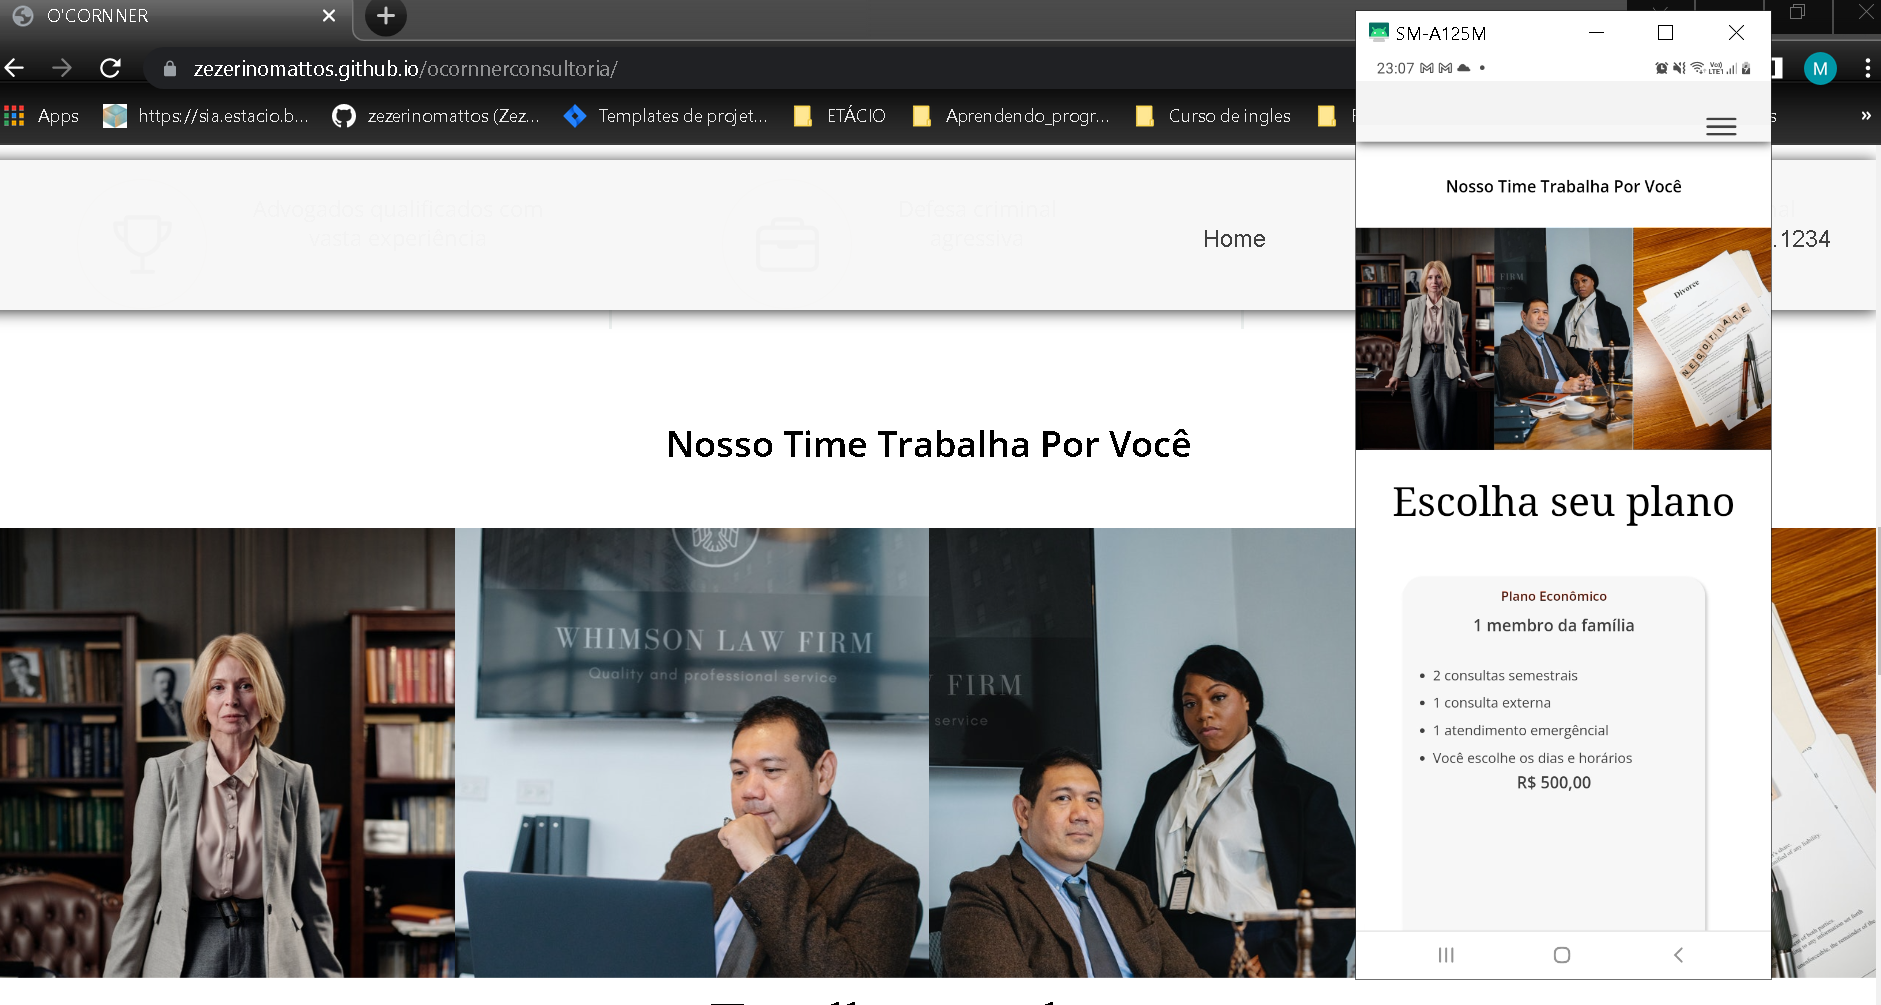 O'CORNNER
zezerinomattos.github.io/ocornnerconsultoria/
Apps
https://sia.estacio.b...
zezerinomattos (Zez...
Templates de projet...
ETÁCIO
Aprendendo_progr...
Curso de ingles
M
Advogados qualificados com
vasta experiência
Defesa criminal
agressiva
Home
.1234
Nosso Time Trabalha Por Você
WHIMSON LAW FIRM
Quality and professional service
FIRM
service
SM-A125M
23:07
Nosso Time Trabalha Por Você
FIRM
Divorce
NEGOTIATE
Escolha seu plano
Plano Econômico
1 membro da família
2 consultas semestrais
1 consulta externa
1 atendimento emergêncial
Você escolhe os dias e horários
R$ 500,00